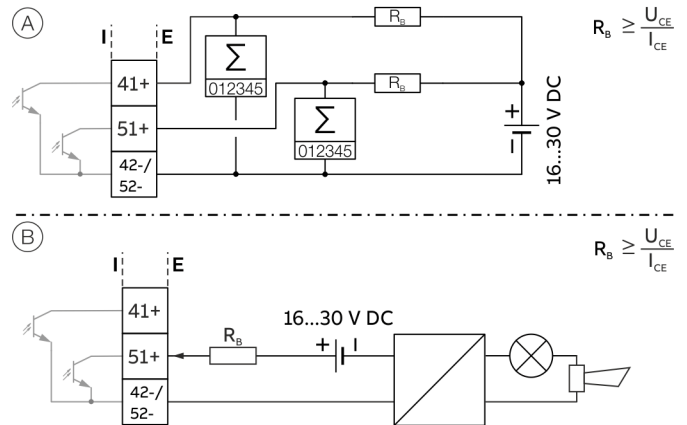 A
I E
41+
51+
42-/
52-
Σ
012345
Σ
012345
R_B
R_B
+
-
16...30 V DC
R_B ≥ U_CE / I_CE
B
I E
41+
51+
42-/
52-
R_B
16...30 V DC
+ -
R_B ≥ U_CE / I_CE